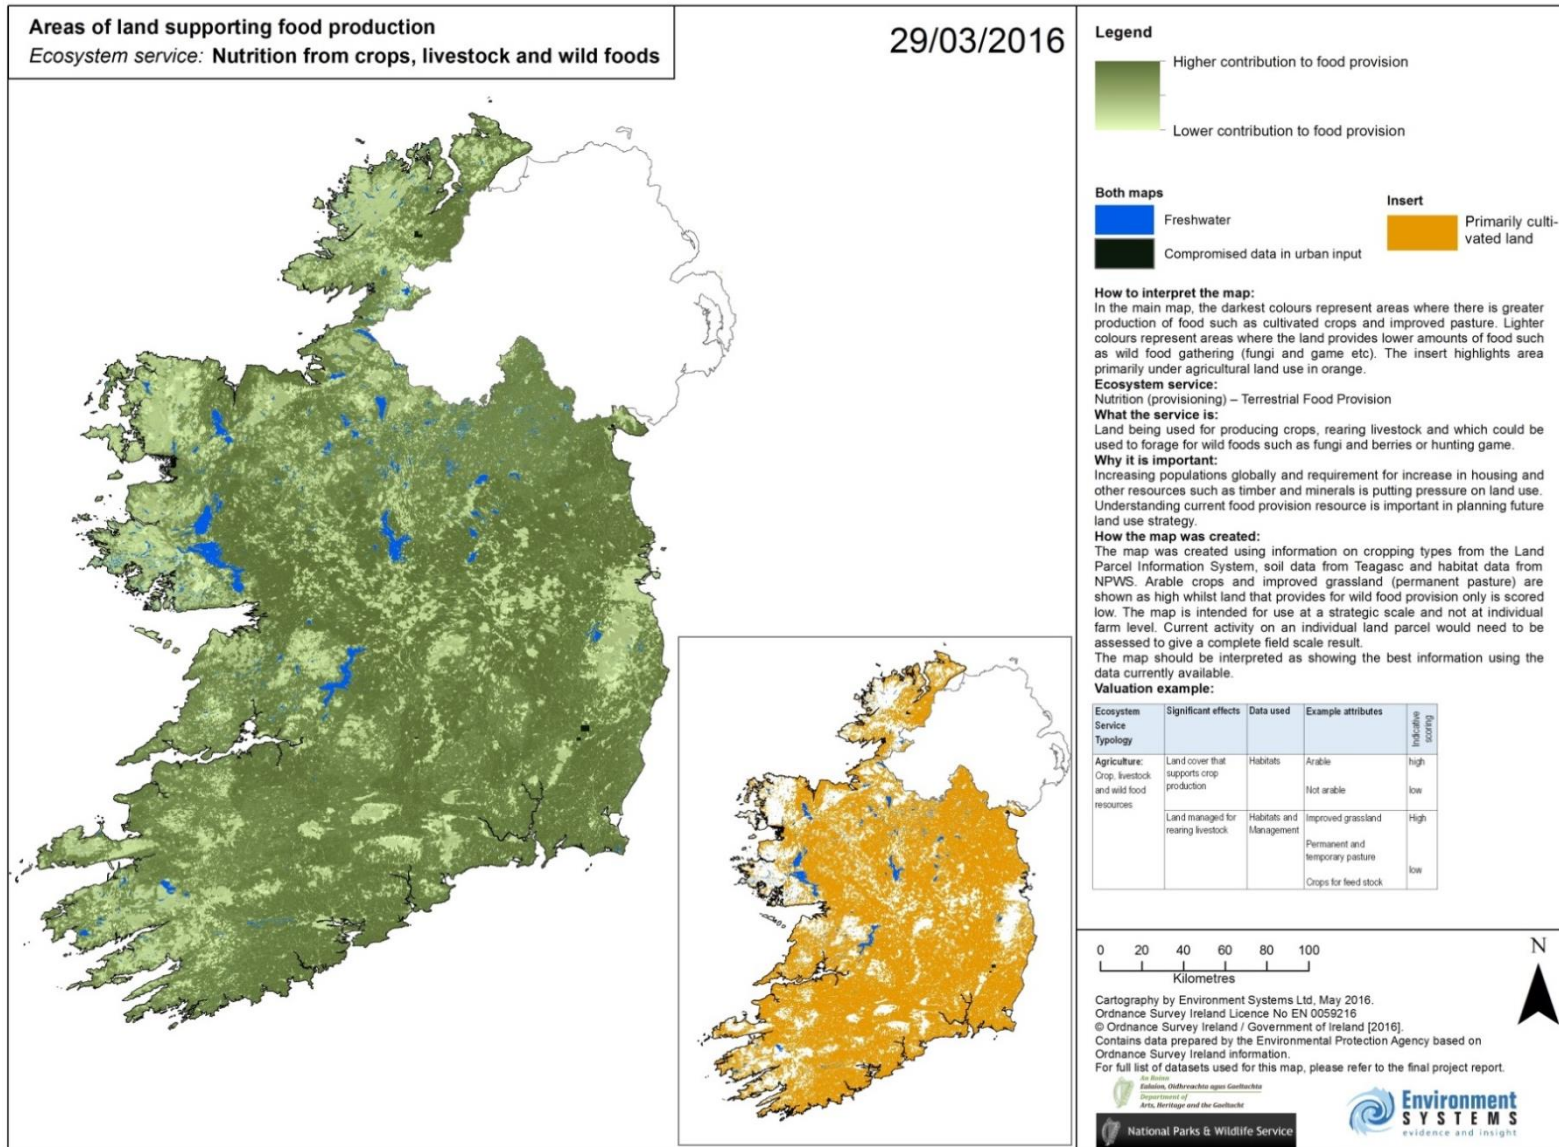 Areas of land supporting food production
Ecosystem service: Nutrition from crops, livestock and wild foods
29/03/2016
Legend
Higher contribution to food provision
Lower contribution to food provision
Both maps
Freshwater
Compromised data in urban input
Insert
Primarily culti-
vated land
How to interpret the map:
In the main map, the darkest colours represent areas where there is greater
production of food such as cultivated crops and improved pasture. Lighter
colours represent areas where the land provides lower amounts of food such
as wild food gathering (fungi and game etc). The insert highlights area
primarily under agricultural land use in orange.
Ecosystem service:
Nutrition (provisioning) – Terrestrial Food Provision
What the service is:
Land being used for producing crops, rearing livestock and which could be
used to forage for wild foods such as fungi and berries or hunting game.
Why it is important:
Increasing populations globally and requirement for increase in housing and
other resources such as timber and minerals is putting pressure on land use.
Understanding current food provision resource is important in planning future
land use strategy.
How the map was created:
The map was created using information on cropping types from the Land
Parcel Information System, soil data from Teagasc and habitat data from
NPWS. Arable crops and improved grassland (permanent pasture) are
shown as high whilst land that provides for wild food provision only is scored
low. The map is intended for use at a strategic scale and not at individual
farm level. Current activity on an individual land parcel would need to be
assessed to give a complete field scale result.
The map should be interpreted as showing the best information using the
data currently available.
Valuation example:
Ecosystem Service Typology
Significant effects
Data used
Example attributes
Indicative scoring
Agriculture:
Crop, livestock
and wild food
resources
Land cover that
supports crop
production
Habitats
Arable
high
Not arable
low
Land managed for
rearing livestock
Habitats and
Management
Improved grassland
High
Permanent and
temporary pasture
low
Crops for feed stock
0 20 40 60 80 100
Kilometres
N
Cartography by Environment Systems Ltd, May 2016.
Ordnance Survey Ireland Licence No EN 0059216
© Ordnance Survey Ireland / Government of Ireland [2016].
Contains data prepared by the Environmental Protection Agency based on
Ordnance Survey Ireland information.
For full list of datasets used for this map, please refer to the final project report.
An Roinn
Ealaíon, Oidhreachta agus Gaeltachta
Department of
Arts, Heritage and the Gaeltacht
National Parks & Wildlife Service
Environment
SYSTEMS
evidence and insight